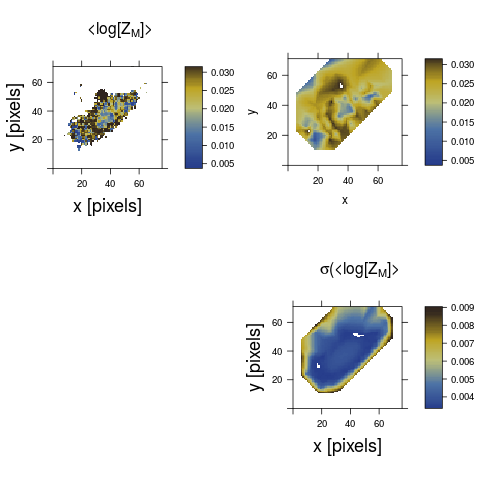 <log[Z_M]>
60
40
20
20 40 60
x [pixels]
y [pixels]
0.030
0.025
0.020
0.015
0.010
0.005
60
40
20
20 40 60
x
y
0.030
0.025
0.020
0.015
0.010
0.005
σ(<log[Z_M]>
60
40
20
20 40 60
x [pixels]
y [pixels]
0.009
0.008
0.007
0.006
0.005
0.004